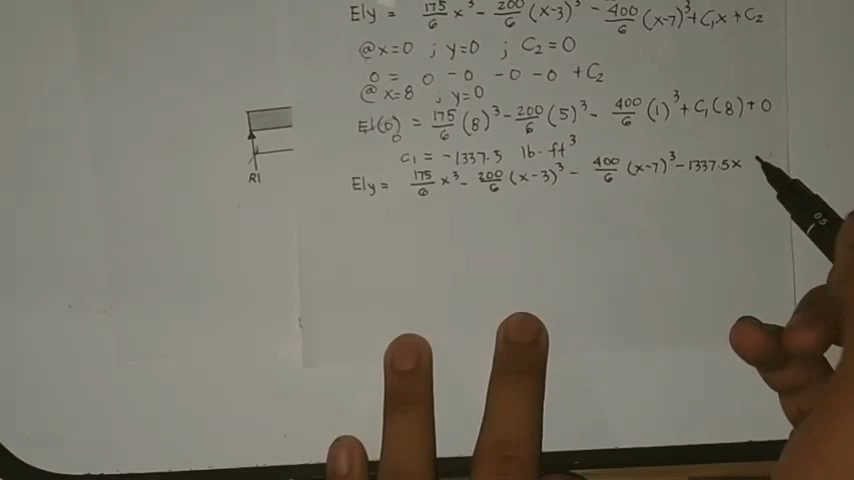 EIy = 175/6 x³ - 200/6 (x-3)³ - 400/6 (x-7)³ + C₁x + C₂
@ x=0 ; y=0 ; C₂ = 0
0 = 0 - 0 - 0 - 0 + C₂
@ x=8 ; y=0
EI(0) = 175/6 (8)³ - 200/6 (5)³ - 400/6 (1)³ + C₁(8) + 0
0
C₁ = -1337.5 lb·ft³
EIy = 175/6 x³ - 200/6 (x-3)³ - 400/6 (x-7)³ - 1337.5x
R1
0.5